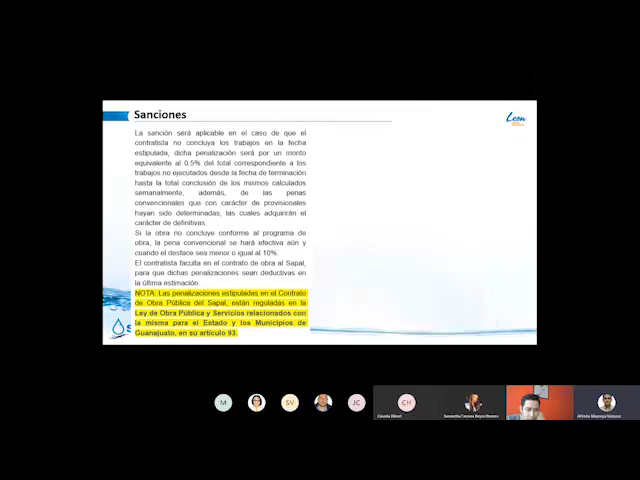 Sanciones
León
La sanción será aplicable en el caso de que el
contratista no concluya los trabajos en la fecha
estipulada, dicha penalización será por un monto
equivalente al 0.5% del total correspondiente a los
trabajos no ejecutados desde la fecha de terminación
hasta la total conclusión de los mismos calculados
semanalmente, además, de las penas
convencionales que con carácter de provisionales
hayan sido determinadas, las cuales adquirirán el
carácter de definitivas.
Si la obra no concluye conforme al programa de
obra, la pena convencional se hará efectiva aún y
cuando el desface sea menor o igual al 10%.
El contratista faculta en el contrato de obra al Sapal,
para que dichas penalizaciones sean deductivas en
la última estimación.
NOTA: Las penalizaciones estipuladas en el Contrato
de Obra Pública del Sapal, están reguladas en la
Ley de Obra Pública y Servicios relacionados con
la misma para el Estado y los Municipios de
Guanajuato, en su artículo 93.
M
SV
JC
CH